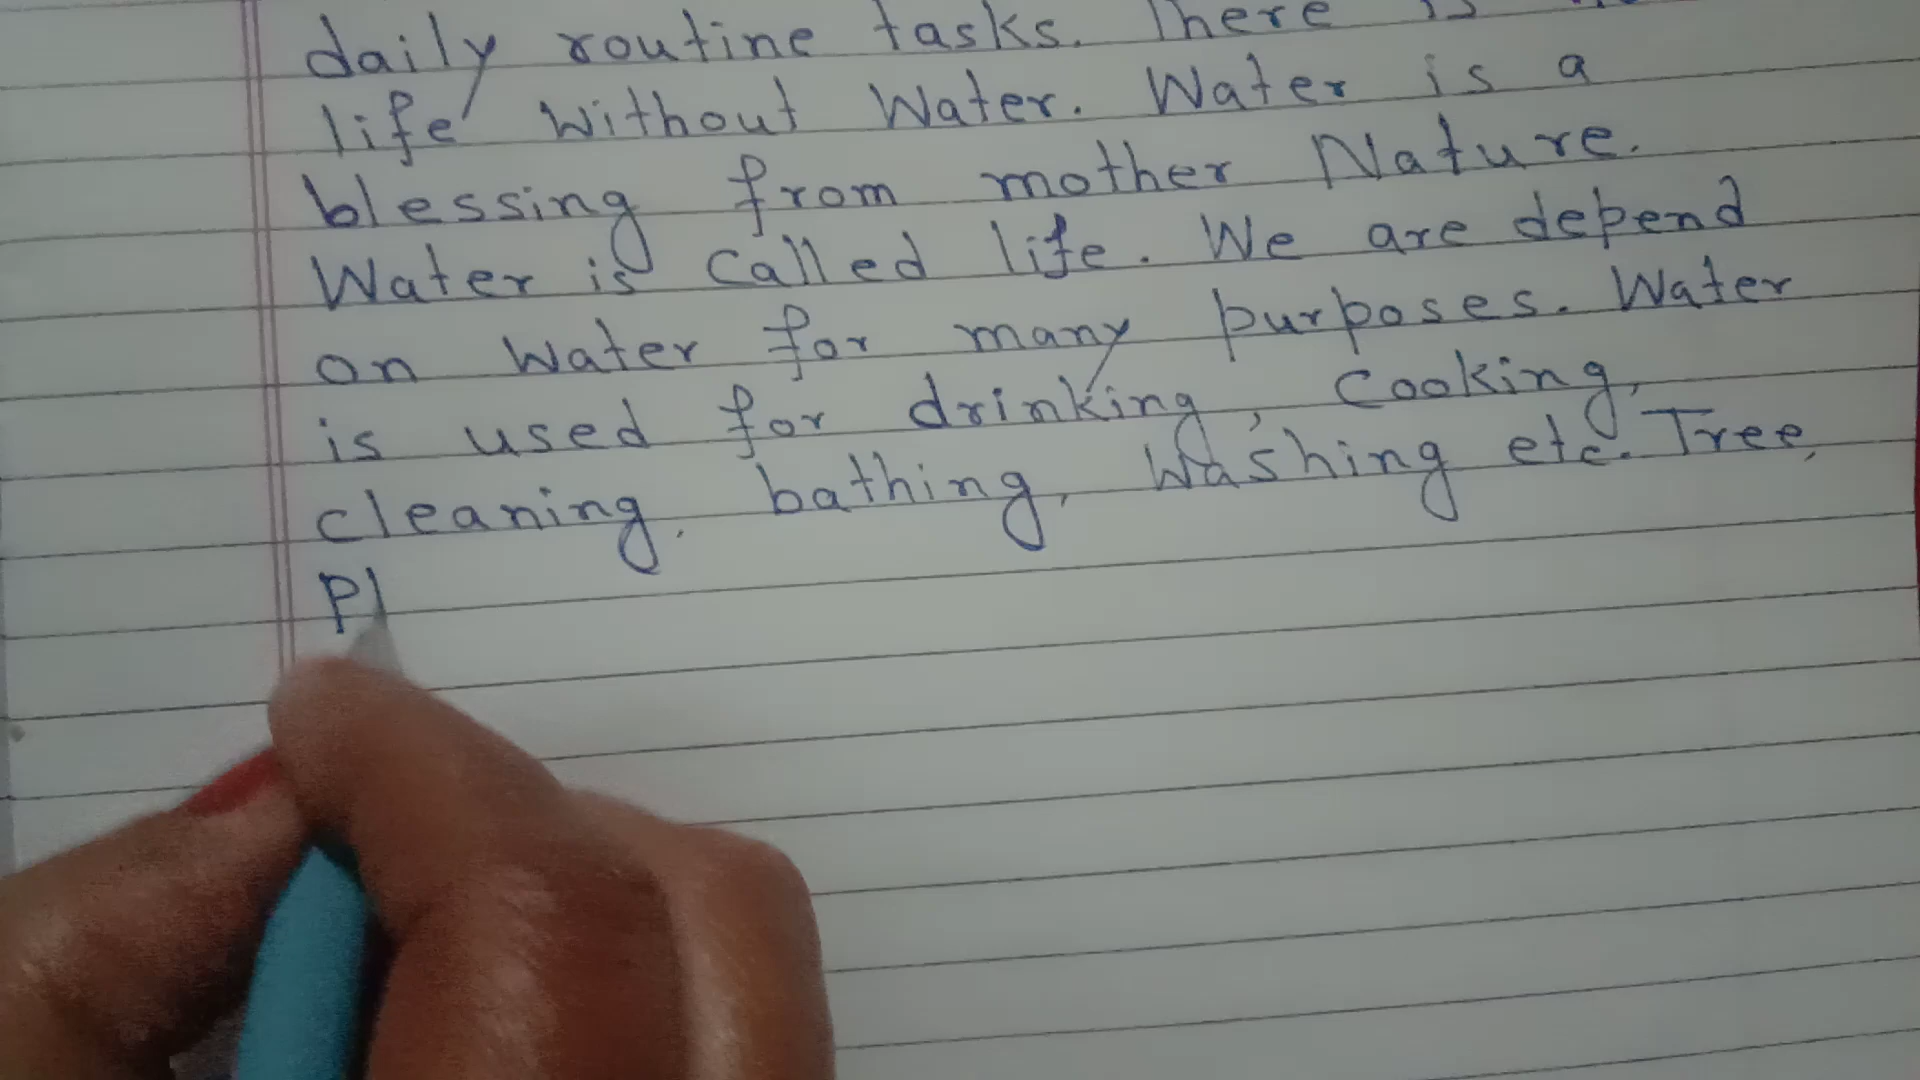 daily routine tasks. There is
life without Water. Water is a
blessing from mother Nature.
Water is called life. We are depend
on water for many purposes. Water
is used for drinking, cooking,
cleaning, bathing, washing etc. Tree,
Pl